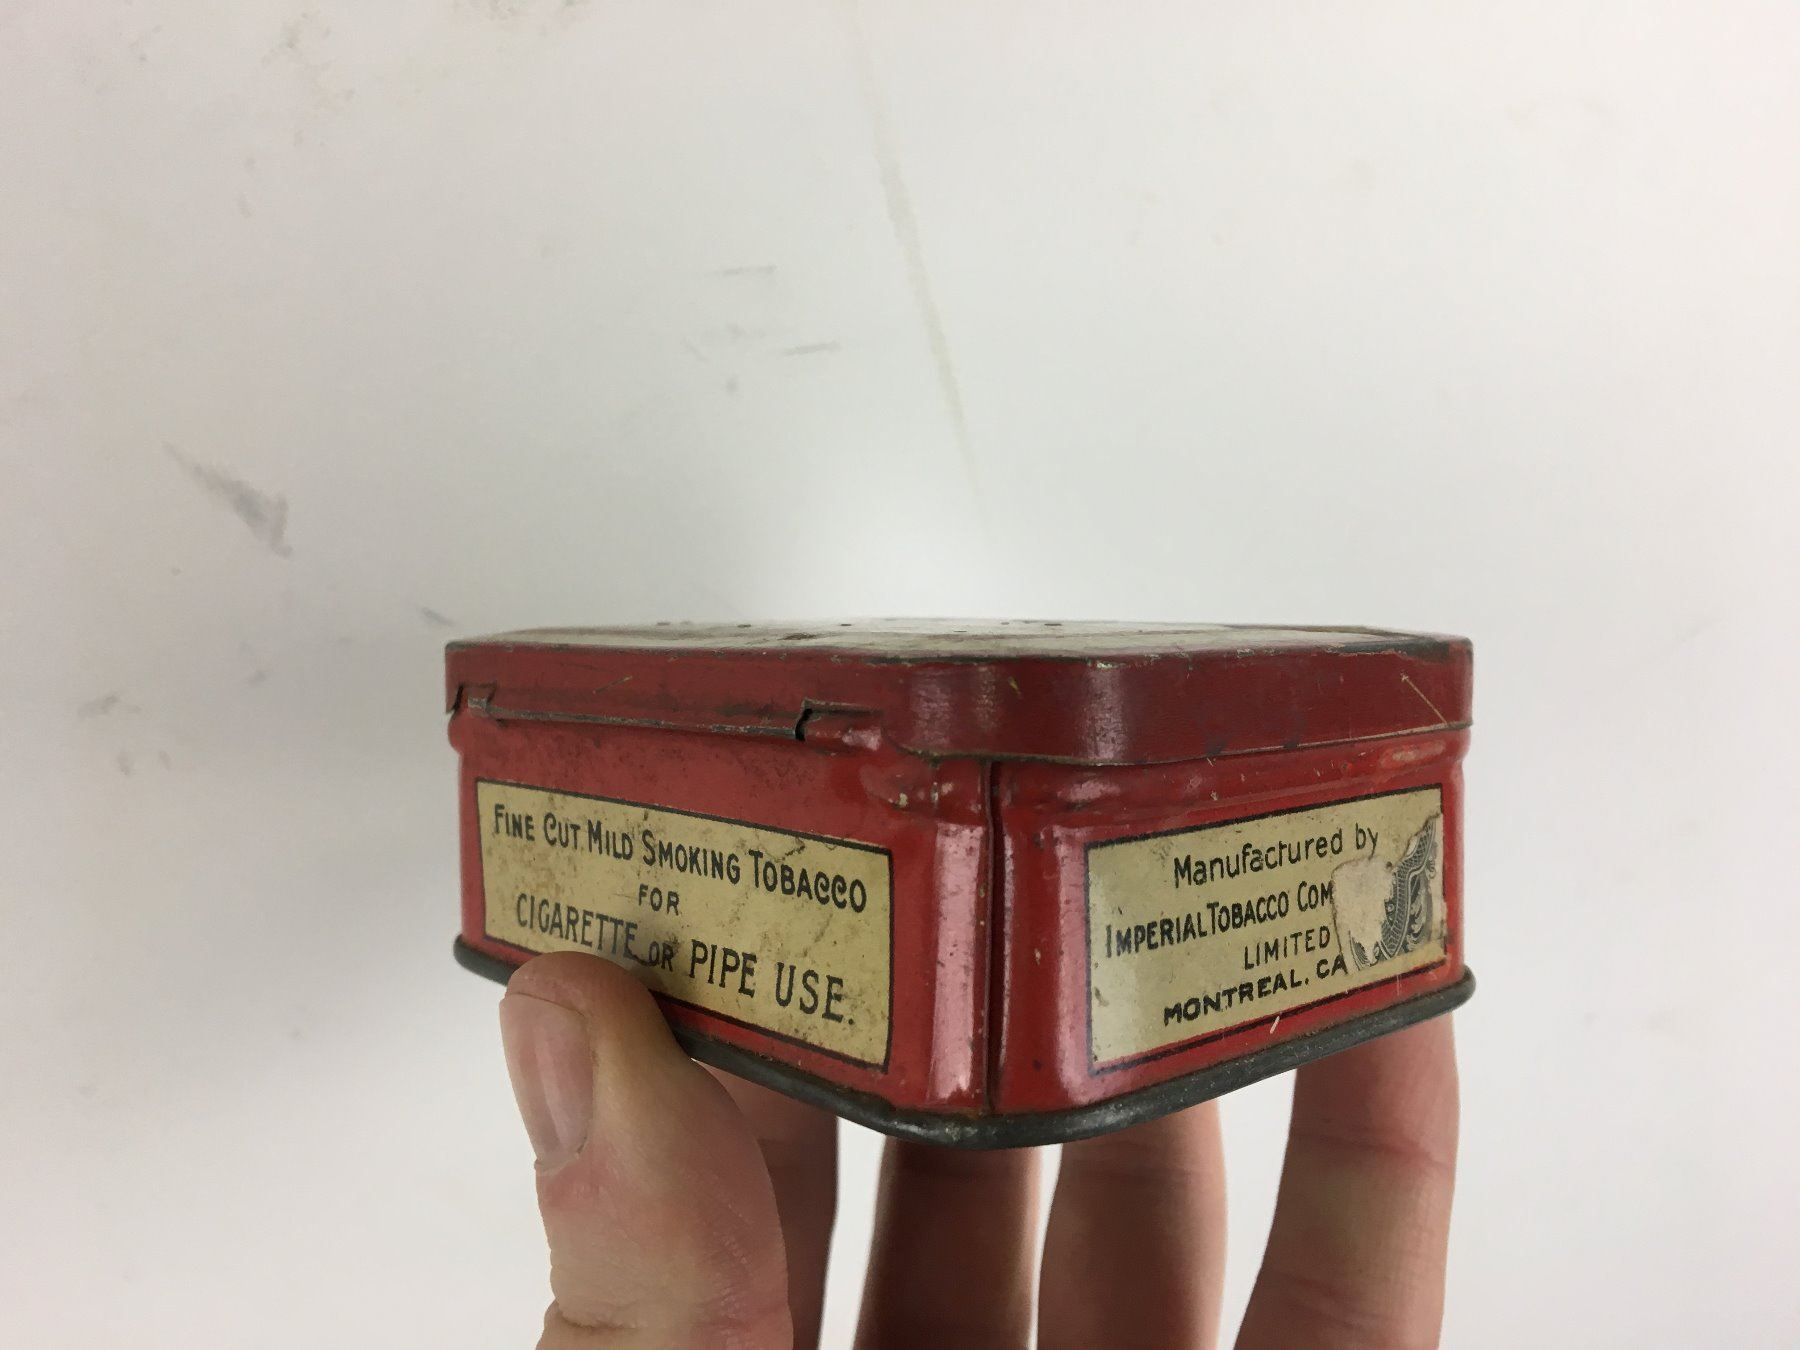 FINE CUT MILD SMOKING TOBACCO
FOR
CIGARETTE OR PIPE USE.
Manufactured by
IMPERIAL TOBACCO COM
LIMITED
MONTREAL, CA